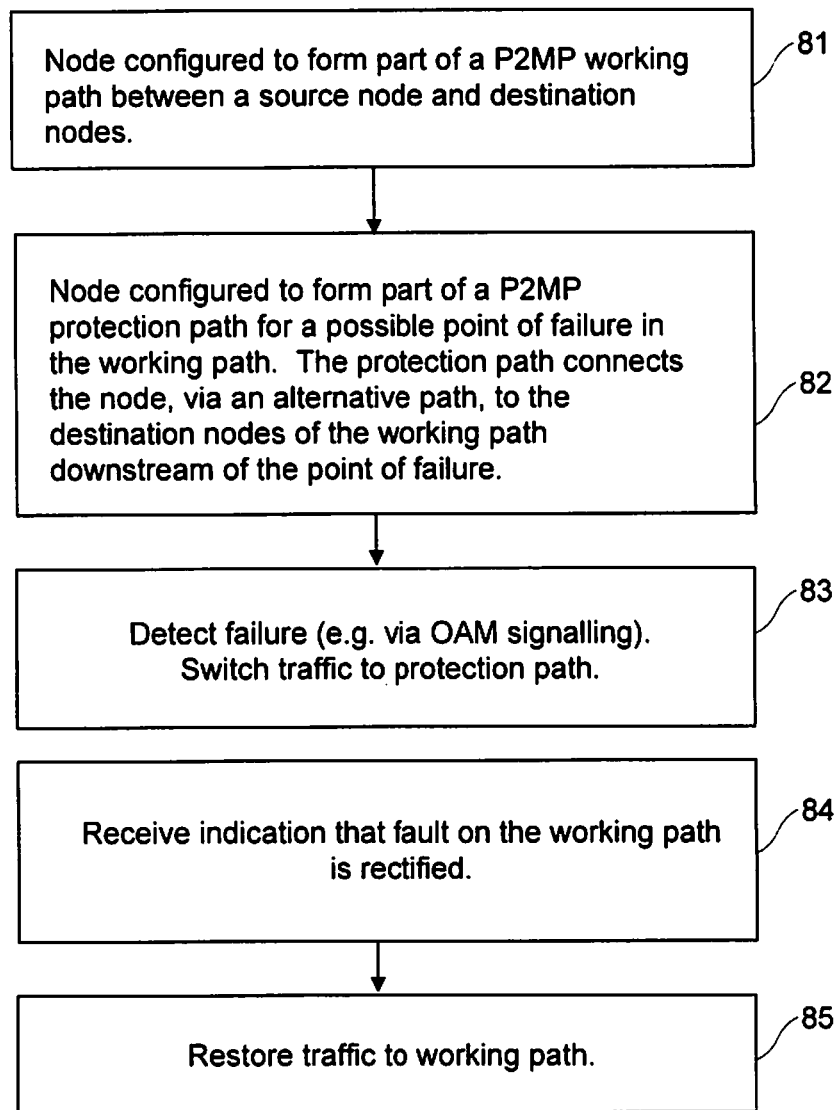 Node configured to form part of a P2MP working
path between a source node and destination
nodes.
81
Node configured to form part of a P2MP
protection path for a possible point of failure in
the working path. The protection path connects
the node, via an alternative path, to the
destination nodes of the working path
downstream of the point of failure.
82
Detect failure (e.g. via OAM signalling).
Switch traffic to protection path.
83
Receive indication that fault on the working path
is rectified.
84
Restore traffic to working path.
85